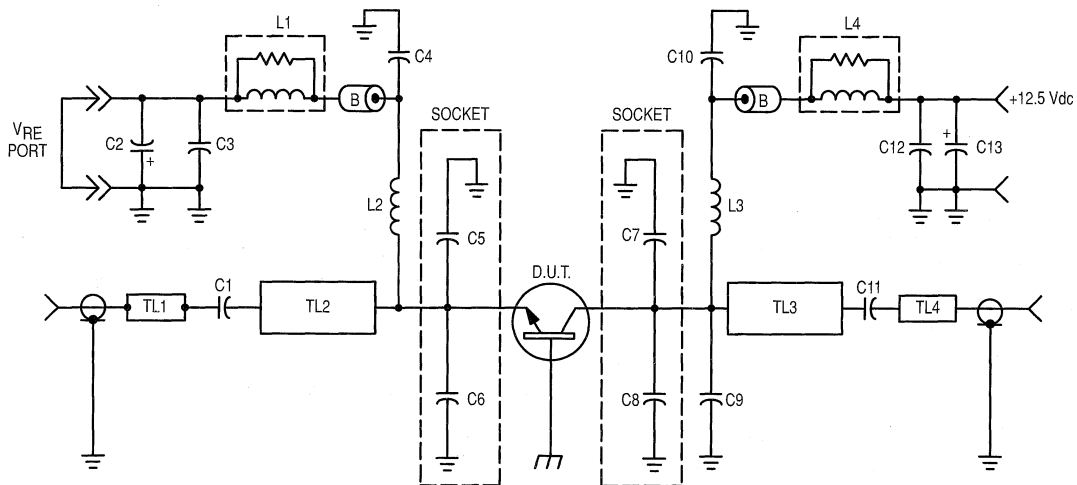 L1
L4
C4
C10
B
B
+12.5 Vdc
VRE
PORT
C2
+
C3
SOCKET
SOCKET
C12
+
C13
L2
L3
C5
C7
D.U.T.
C1
C11
TL1
TL2
TL3
TL4
C6
C8
C9